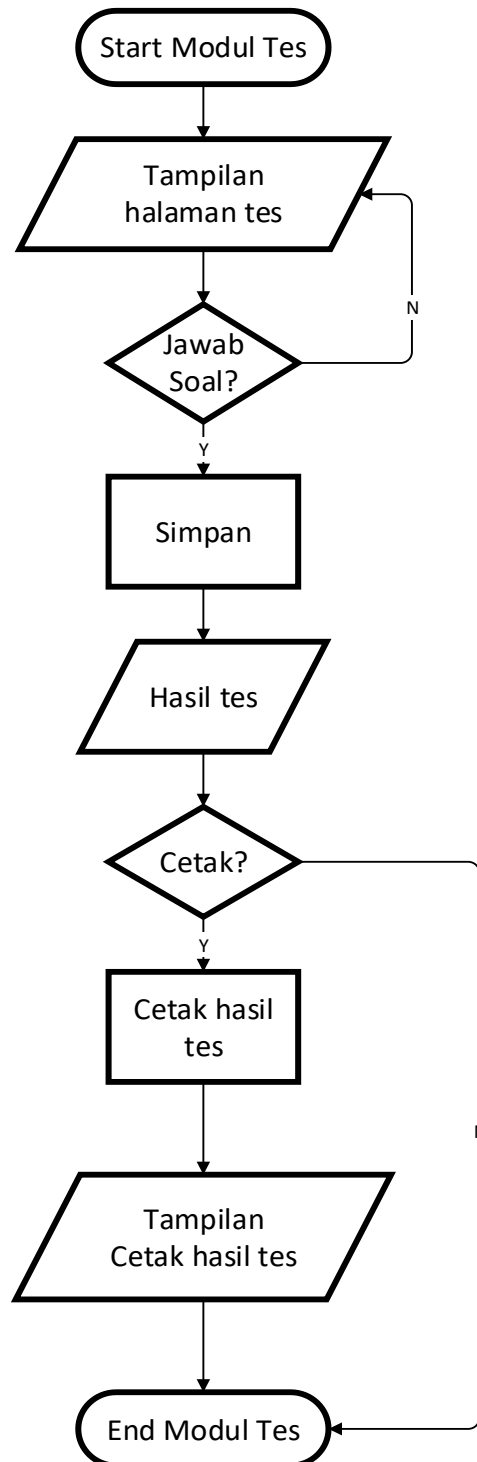 Start Modul Tes
Tampilan
halaman tes
N
Jawab
Soal?
Y
Simpan
Hasil tes
Cetak?
Y
Cetak hasil
tes
Tampilan
Cetak hasil tes
End Modul Tes